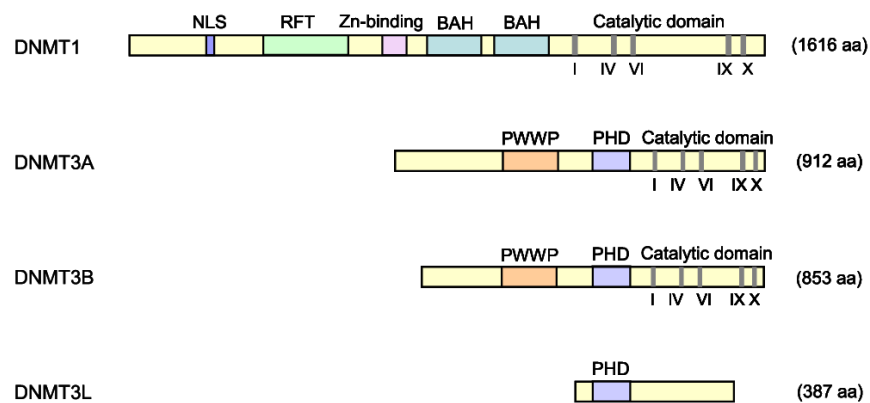 NLS RFT Zn-binding BAH BAH Catalytic domain
DNMT1 (1616 aa)
I IV VI IX X
PWWP PHD Catalytic domain
DNMT3A (912 aa)
I IV VI IX X
PWWP PHD Catalytic domain
DNMT3B (853 aa)
I IV VI IX X
PHD
DNMT3L (387 aa)